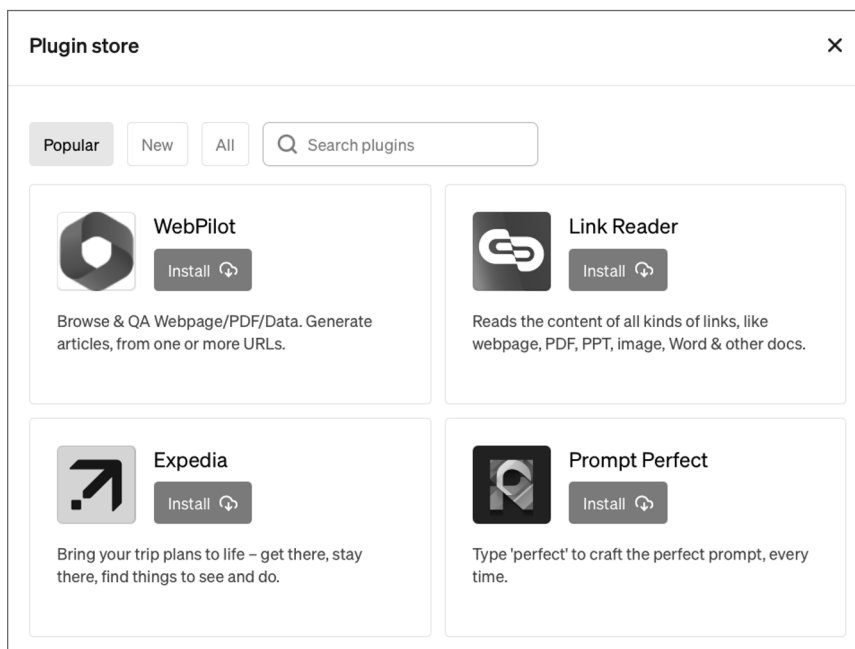 Plugin store
Popular
New
All
Search plugins
WebPilot
Install
Browse & QA Webpage/PDF/Data. Generate
articles, from one or more URLs.
Link Reader
Install
Reads the content of all kinds of links, like
webpage, PDF, PPT, image, Word & other docs.
Expedia
Install
Bring your trip plans to life – get there, stay
there, find things to see and do.
Prompt Perfect
Install
Type 'perfect' to craft the perfect prompt, every
time.